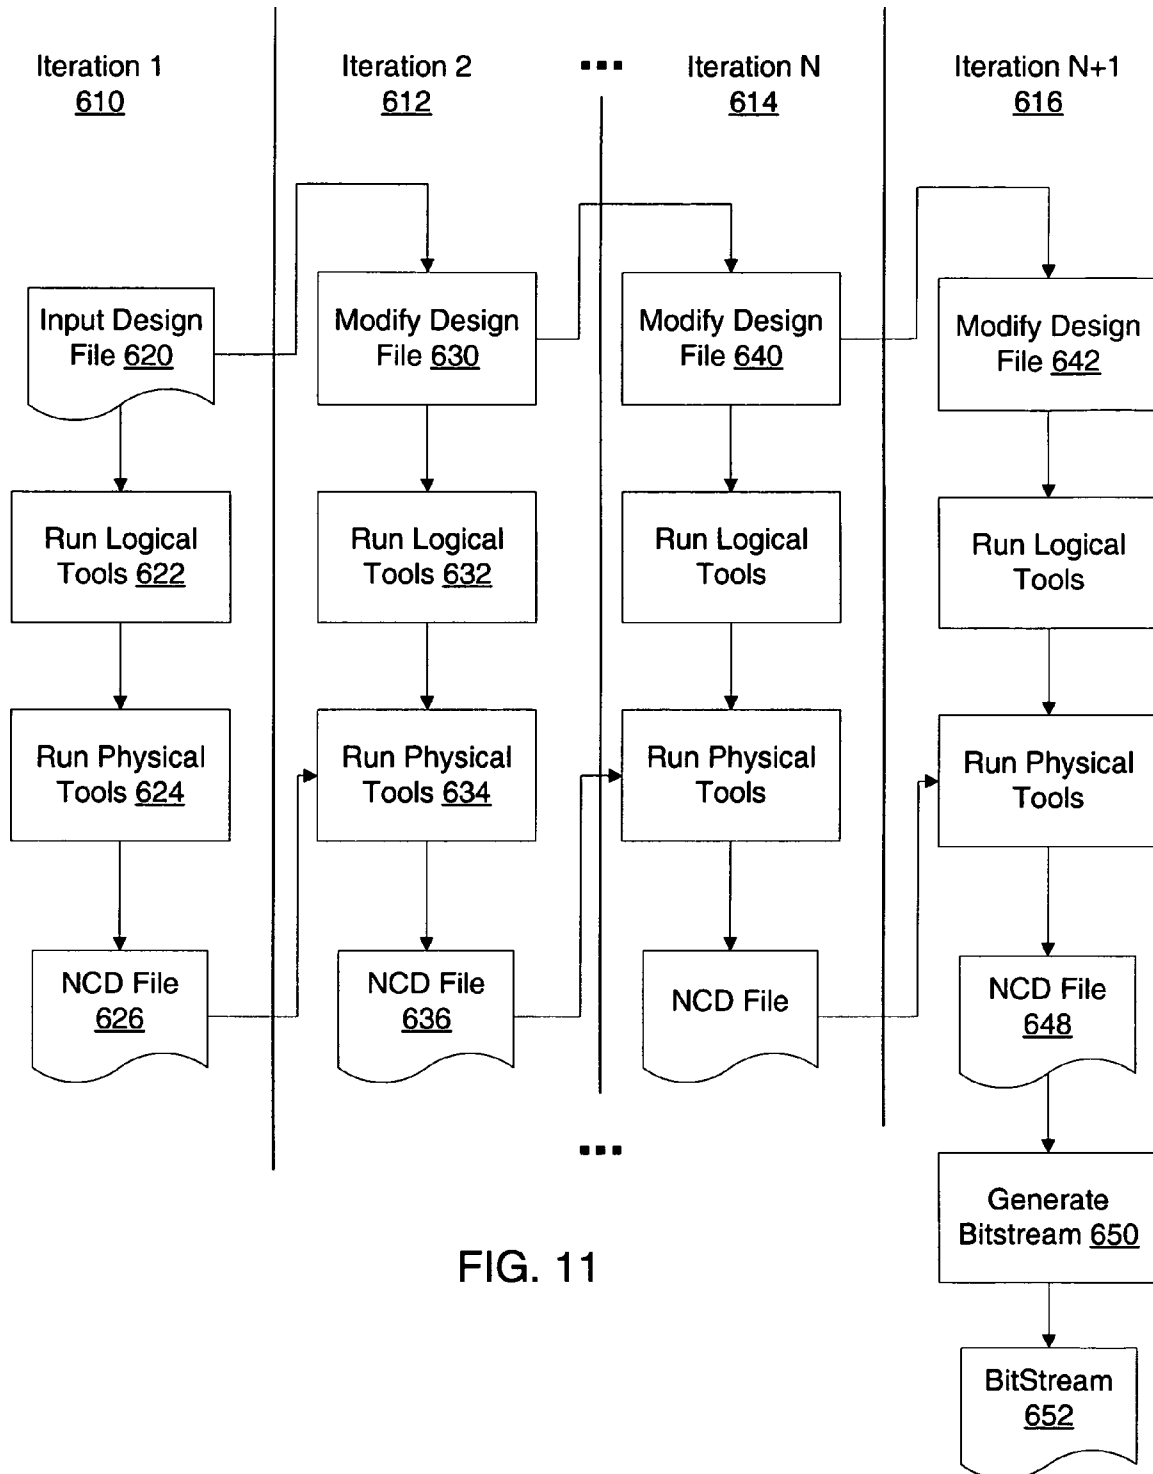 Iteration 1
610
Iteration 2
612
...
Iteration N
614
Iteration N+1
616
Input Design
File 620
Modify Design
File 630
Modify Design
File 640
Modify Design
File 642
Run Logical
Tools 622
Run Logical
Tools 632
Run Logical
Tools
Run Logical
Tools
Run Physical
Tools 624
Run Physical
Tools 634
Run Physical
Tools
Run Physical
Tools
NCD File
626
NCD File
636
NCD File
NCD File
648
...
Generate
Bitstream 650
FIG. 11
BitStream
652